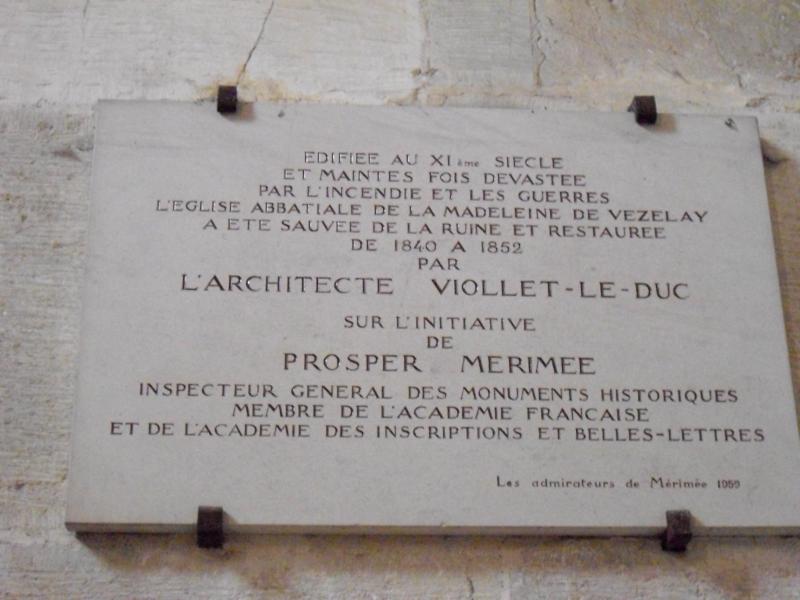 EDIFIEE AU XIème SIECLE
ET MAINTES FOIS DEVASTEE
PAR L'INCENDIE ET LES GUERRES
L'EGLISE ABBATIALE DE LA MADELEINE DE VEZELAY
A ETE SAUVEE DE LA RUINE ET RESTAUREE
DE 1840 A 1852
PAR
L'ARCHITECTE VIOLLET-LE-DUC
SUR L'INITIATIVE
DE
PROSPER MERIMEE
INSPECTEUR GENERAL DES MONUMENTS HISTORIQUES
MEMBRE DE L'ACADEMIE FRANCAISE
ET DE L'ACADEMIE DES INSCRIPTIONS ET BELLES-LETTRES
Les admirateurs de Mérimée 1959